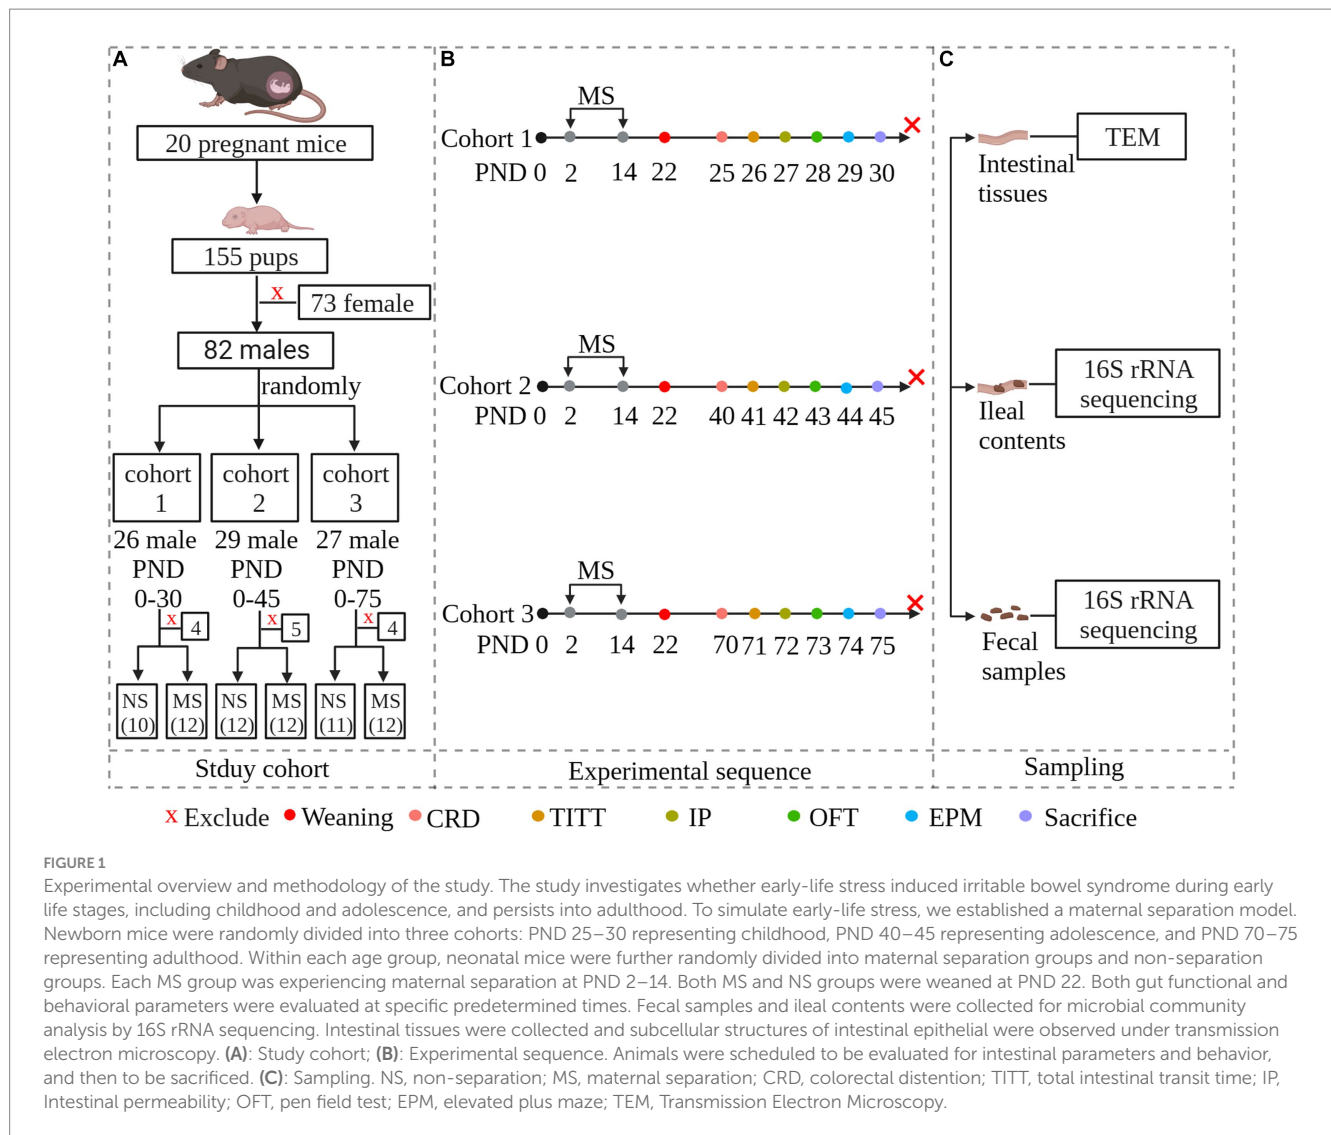 A
20 pregnant mice
155 pups
x
73 female
82 males
randomly
cohort
1
cohort
2
cohort
3
26 male
PND
0-30
29 male
PND
0-45
27 male
PND
0-75
x
4
x
5
x
4
NS
(10)
MS
(12)
NS
(12)
MS
(12)
NS
(11)
MS
(12)
Stduy cohort
B
MS
Cohort 1
PND 0 2 14 22 25 26 27 28 29 30
MS
Cohort 2
PND 0 2 14 22 40 41 42 43 44 45
MS
Cohort 3
PND 0 2 14 22 70 71 72 73 74 75
Experimental sequence
C
Intestinal
tissues
TEM
Ileal
contents
16S rRNA
sequencing
Fecal
samples
16S rRNA
sequencing
Sampling
x Exclude Weaning CRD TITT IP OFT EPM Sacrifice
FIGURE 1
Experimental overview and methodology of the study. The study investigates whether early-life stress induced irritable bowel syndrome during early
life stages, including childhood and adolescence, and persists into adulthood. To simulate early-life stress, we established a maternal separation model.
Newborn mice were randomly divided into three cohorts: PND 25–30 representing childhood, PND 40–45 representing adolescence, and PND 70–75
representing adulthood. Within each age group, neonatal mice were further randomly divided into maternal separation groups and non-separation
groups. Each MS group was experiencing maternal separation at PND 2–14. Both MS and NS groups were weaned at PND 22. Both gut functional and
behavioral parameters were evaluated at specific predetermined times. Fecal samples and ileal contents were collected for microbial community
analysis by 16S rRNA sequencing. Intestinal tissues were collected and subcellular structures of intestinal epithelial were observed under transmission
electron microscopy. (A): Study cohort; (B): Experimental sequence. Animals were scheduled to be evaluated for intestinal parameters and behavior,
and then to be sacrificed. (C): Sampling. NS, non-separation; MS, maternal separation; CRD, colorectal distention; TITT, total intestinal transit time; IP,
Intestinal permeability; OFT, pen field test; EPM, elevated plus maze; TEM, Transmission Electron Microscopy.